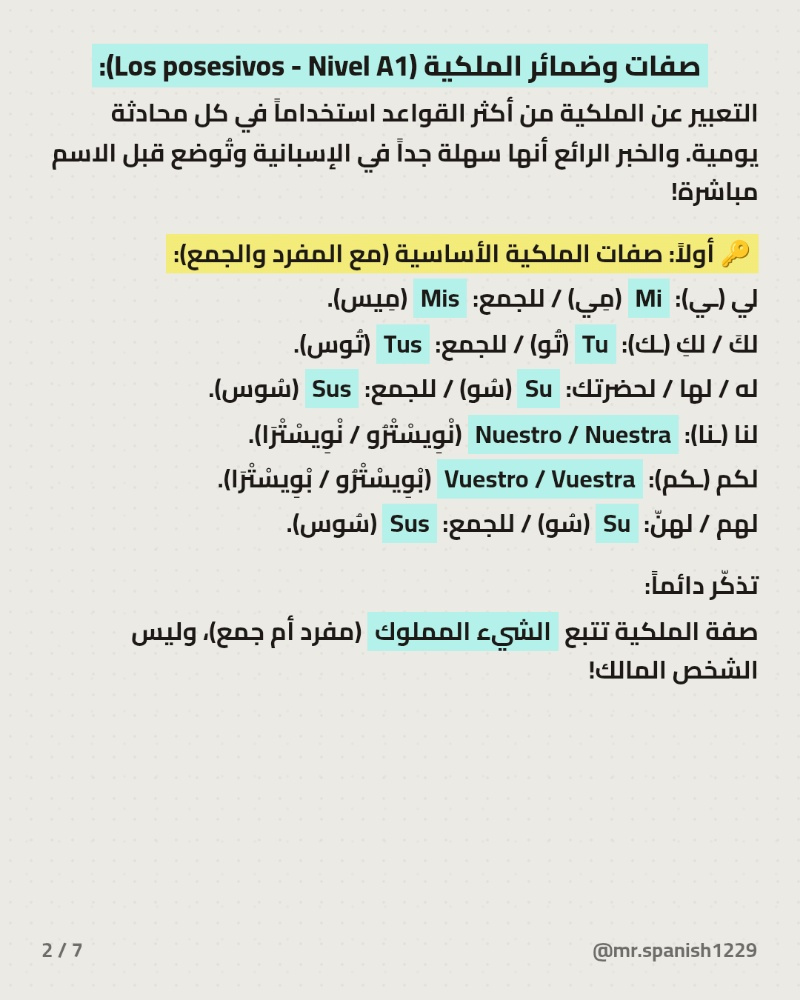 صفات وضمائر الملكية (Los posesivos - Nivel A1):
التعبير عن الملكية من أكثر القواعد استخداماً في كل محادثة
يومية. والخبر الرائع أنها سهلة جداً في الإسبانية وتُوضع قبل الاسم
مباشرة!
🔑 أولاً: صفات الملكية الأساسية (مع المفرد والجمع):
لي (ـي): Mi (مِي) / للجمع: Mis (مِيس).
لكَ / لكِ (ـك): Tu (تُو) / للجمع: Tus (تُوس).
له / لها / لحضرتك: Su (سُو) / للجمع: Sus (سُوس).
لنا (ـنا): Nuestro / Nuestra (نْوِيسْتْرُو / نْوِيسْتْرَا).
لكم (ـكم): Vuestro / Vuestra (بْوِيسْتْرُو / بْوِيسْتْرَا).
لهم / لهنّ: Su (سُو) / للجمع: Sus (سُوس).
تذكّر دائماً:
صفة الملكية تتبع الشيء المملوك (مفرد أم جمع)، وليس
الشخص المالك!
2 / 7
@mr.spanish1229